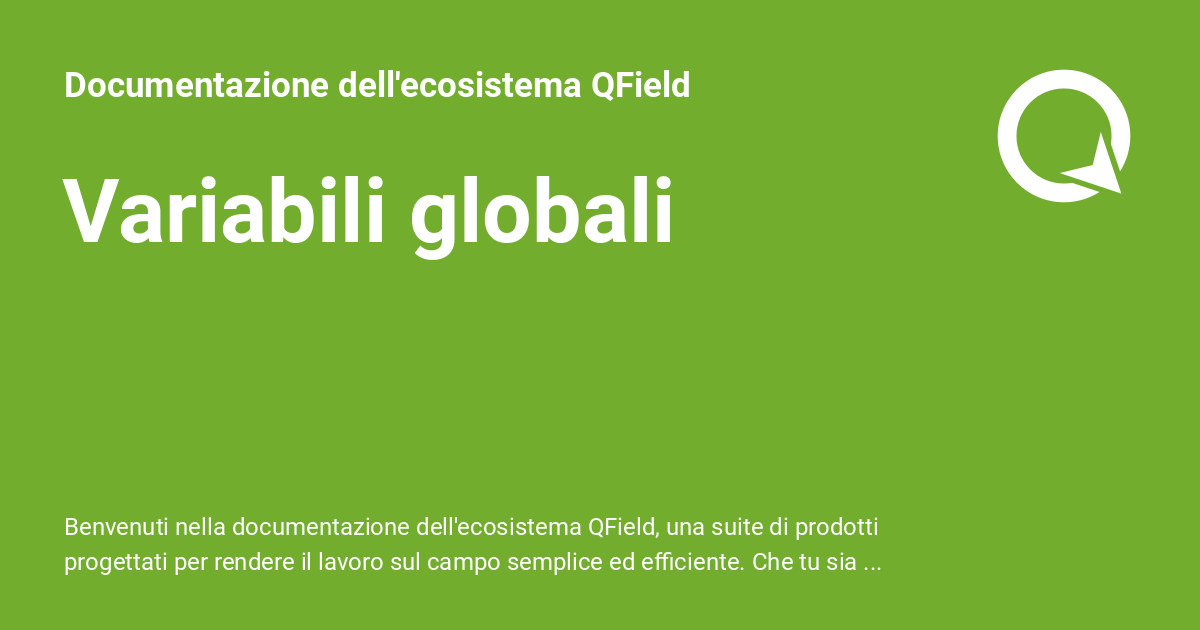 Documentazione dell'ecosistema QField
Variabili globali
Benvenuti nella documentazione dell'ecosistema QField, una suite di prodotti
progettati per rendere il lavoro sul campo semplice ed efficiente. Che tu sia ...